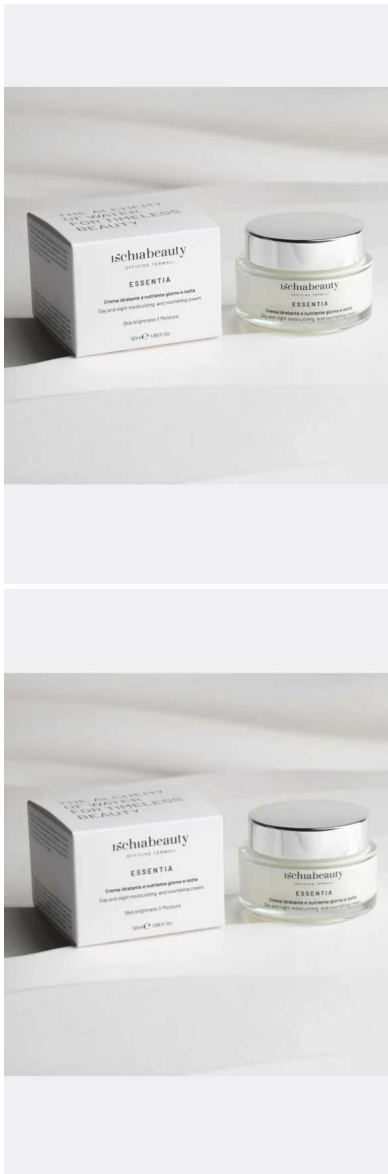 THE ALCHEMY
OF WATER
FOR TIMELESS
BEAUTY
ischiabeauty
OFFICINE TERMALI
ESSENTIA
Crema idratante e nutriente giorno e notte
Day and night moisturizing and nourishing cream
Skin brightness | Moisture
50ml℮ 1.69 Fl. Oz.
ischiabeauty
OFFICINE TERMALI
ESSENTIA
Crema idratante e nutriente giorno e notte
Day and night moisturizing and nourishing cream
THE ALCHEMY
OF WATER
FOR TIMELESS
BEAUTY
ischiabeauty
OFFICINE TERMALI
ESSENTIA
Crema idratante e nutriente giorno e notte
Day and night moisturizing and nourishing cream
Skin brightness | Moisture
50ml℮ 1.69 Fl. Oz.
ischiabeauty
OFFICINE TERMALI
ESSENTIA
Crema idratante e nutriente giorno e notte
Day and night moisturizing and nourishing cream